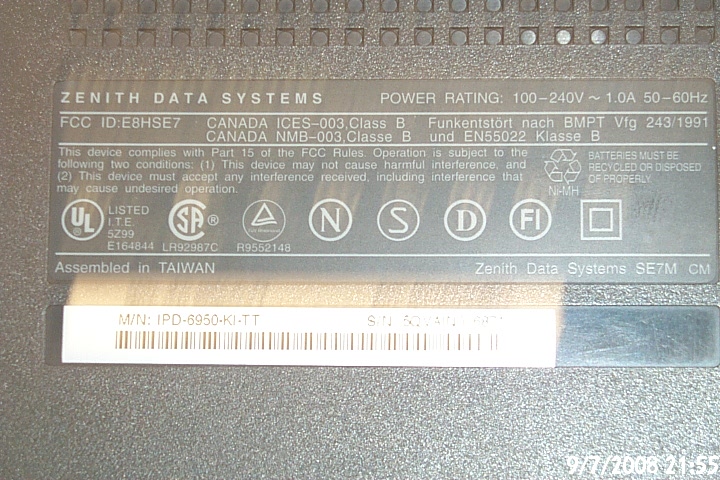 ZENITH DATA SYSTEMS POWER RATING: 100-240V ~ 1.0A 50-60Hz
FCC ID:E8HSE7 CANADA ICES-003,Class B Funkentstört nach BMPT Vfg 243/1991
CANADA NMB-003,Classe B und EN55022 Klasse B
This device complies with Part 15 of the FCC Rules. Operation is subject to the
following two conditions: (1) This device may not cause harmful interference, and
(2) This device must accept any interference received, including interference that
may cause undesired operation.
BATTERIES MUST BE
RECYCLED OR DISPOSED
OF PROPERLY.
Ni-MH
UL LISTED
I.T.E.
5Z99
E164844
SA ®
LR92987C
R9552148
N S D FI
Assembled in TAIWAN Zenith Data Systems SE7M CM
M/N: IPD-6950-KI-TT S/N:
9/7/2008 21:55